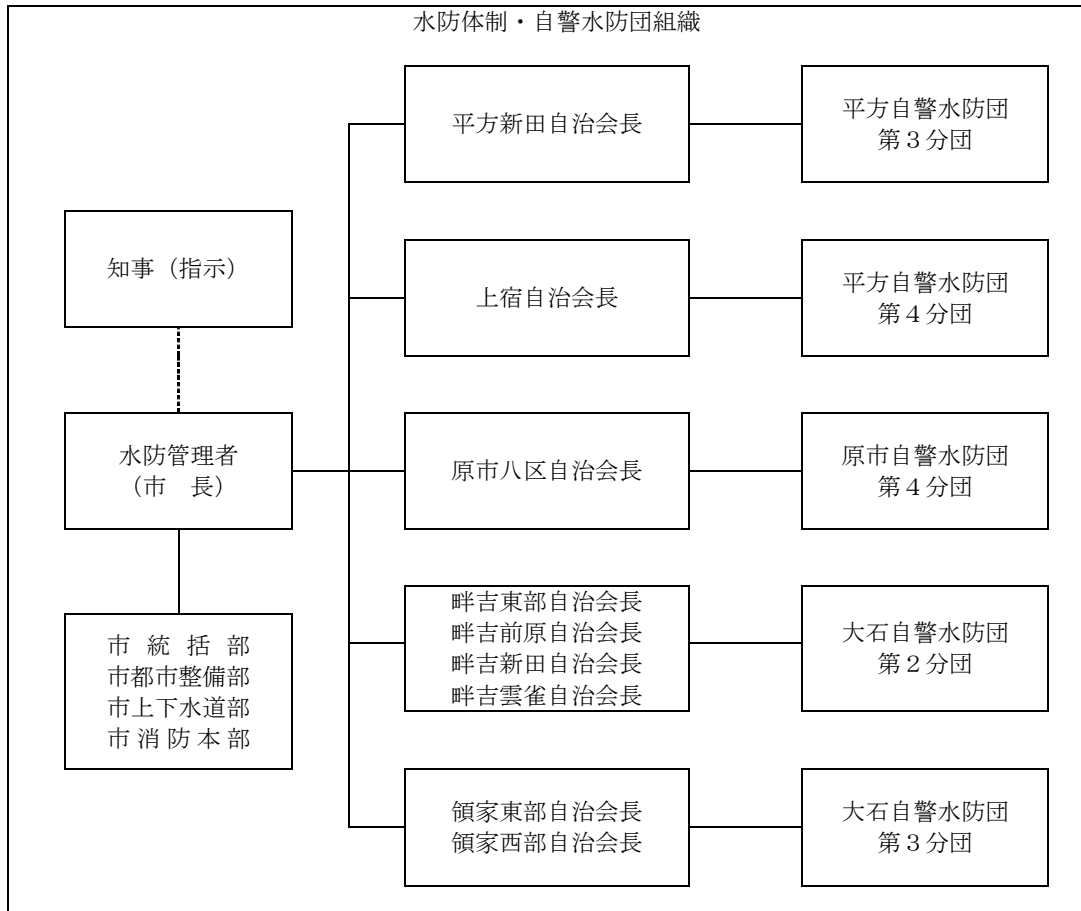 水防体制・自警水防団組織
平方新田自治会長
平方自警水防団
第３分団
知事（指示）
上宿自治会長
平方自警水防団
第４分団
水防管理者
（市　長）
原市八区自治会長
原市自警水防団
第４分団
市　統　括　部
市都市整備部
市上下水道部
市 消 防 本 部
畔吉東部自治会長
畔吉前原自治会長
畔吉新田自治会長
畔吉雲雀自治会長
大石自警水防団
第２分団
領家東部自治会長
領家西部自治会長
大石自警水防団
第３分団